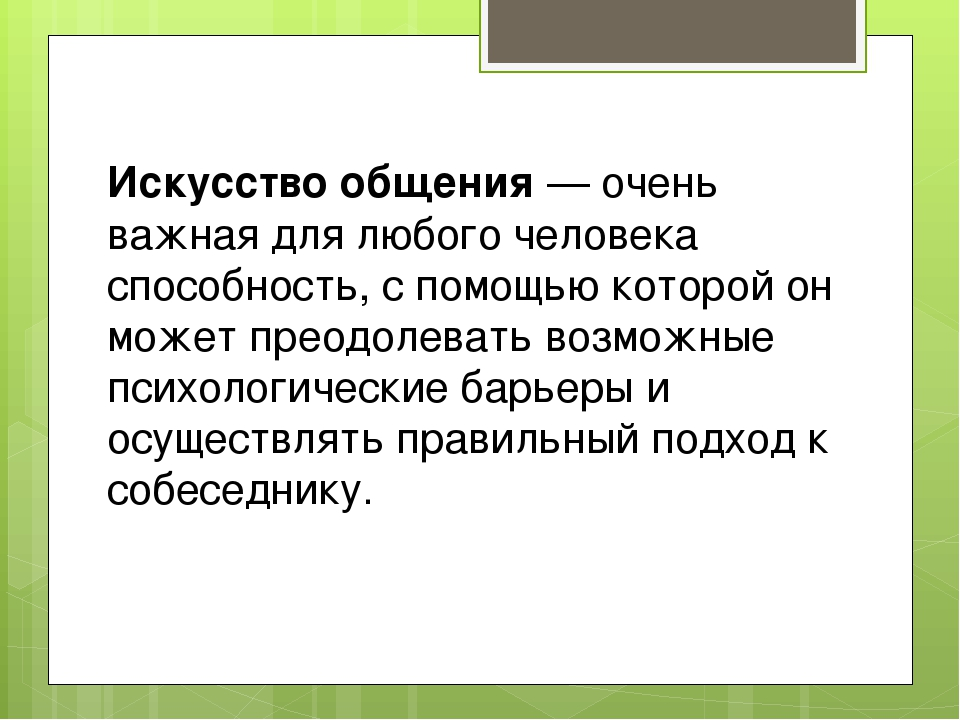 Искусство общения — очень
важная для любого человека
способность, с помощью которой он
может преодолевать возможные
психологические барьеры и
осуществлять правильный подход к
собеседнику.